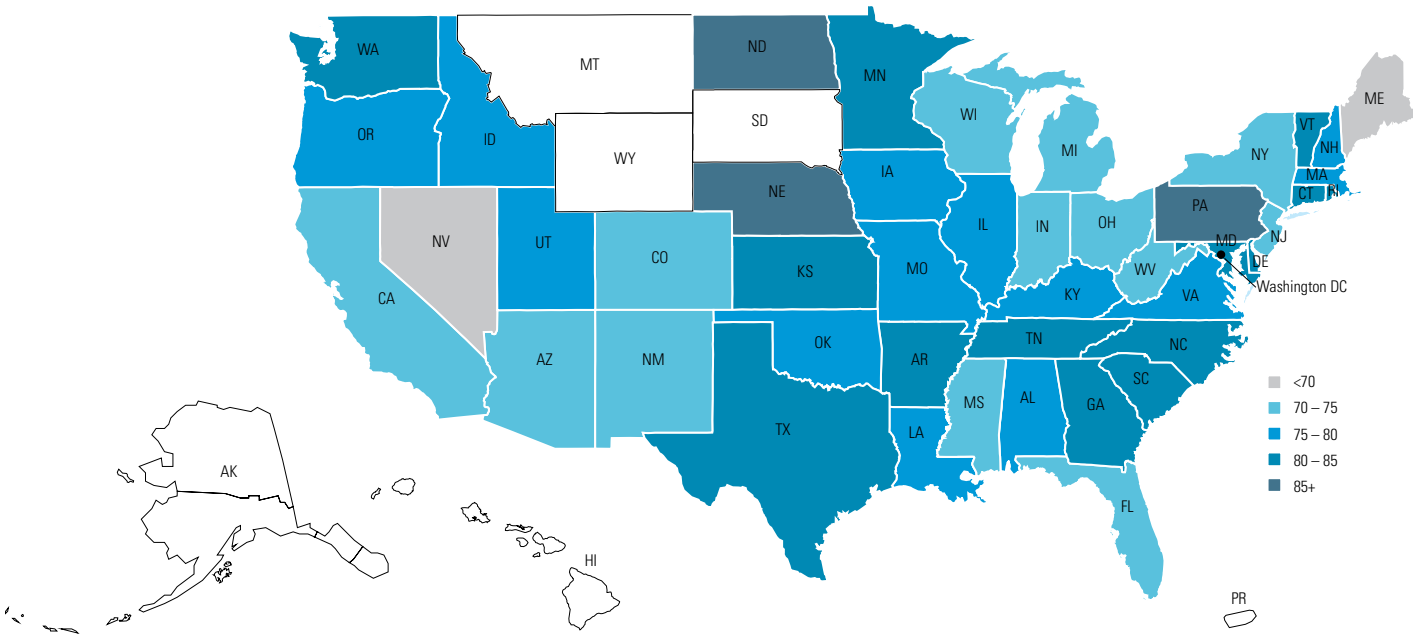 WA
MT
ND
MN
ME
OR
ID
SD
WI
VT
NH
WY
MI
NY
MA
IA
CT
RI
NE
PA
NV
UT
IL
IN
OH
MD
NJ
CO
KS
MO
WV
DE
Washington DC
CA
KY
VA
AZ
NM
OK
AR
TN
NC
SC
MS
AL
GA
TX
LA
FL
AK
HI
PR
<70
70 – 75
75 – 80
80 – 85
85+